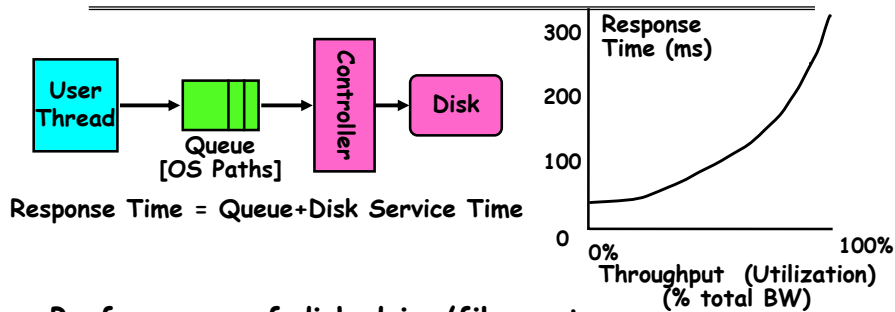 User
Thread
Queue
[OS Paths]
Controller
Disk
Response Time = Queue+Disk Service Time
Response
Time (ms)
300
200
100
0
0%
100%
Throughput (Utilization)
(% total BW)